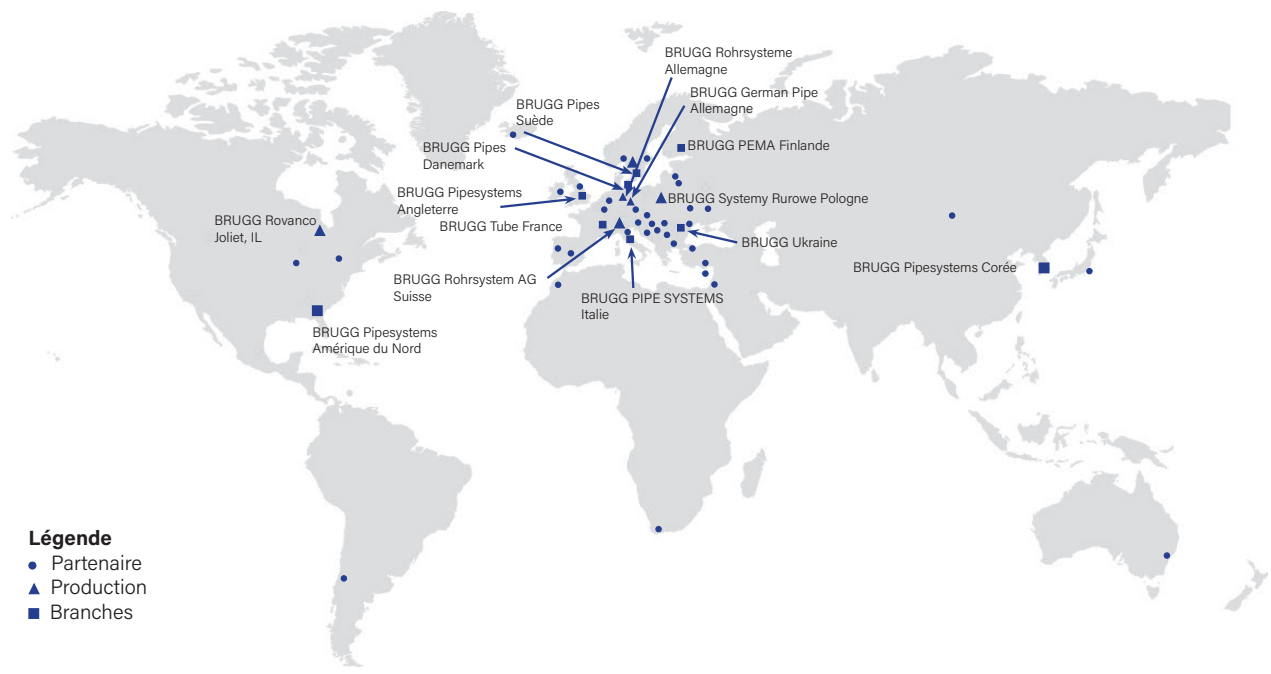 BRUGG Rohrsysteme
Allemagne
BRUGG German Pipe
Allemagne
BRUGG Pipes
Suède
BRUGG Pipes
Danemark
BRUGG PEMA Finlande
BRUGG Pipesystems
Angleterre
BRUGG Systemy Rurowe Pologne
BRUGG Rovanco
Joliet, IL
BRUGG Tube France
BRUGG Ukraine
BRUGG Pipesystems Corée
BRUGG Rohrsystem AG
Suisse
BRUGG PIPE SYSTEMS
Italie
BRUGG Pipesystems
Amérique du Nord
Légende
Partenaire
Production
Branches